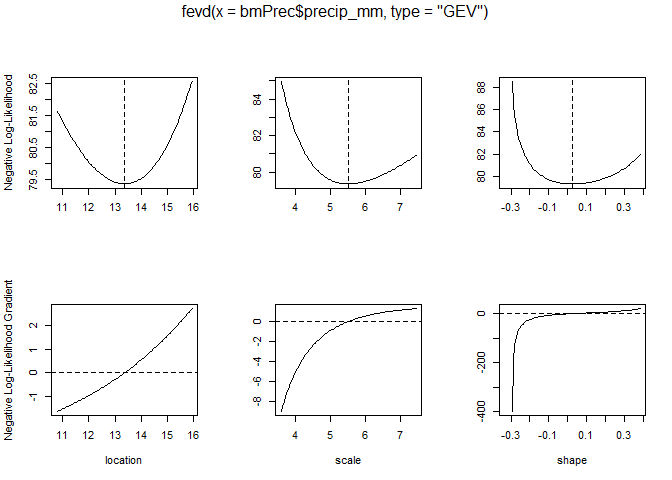 fevd(x = bmPrec$precip_mm, type = "GEV")
Negative Log-Likelihood
79.5 80.5 81.5 82.5
11 12 13 14 15 16
80 82 84
4 5 6 7
80 82 84 86 88
-0.3 -0.1 0.1 0.3
Negative Log-Likelihood Gradient
-1 0 1 2
11 12 13 14 15 16
location
-8 -6 -4 -2 0
4 5 6 7
scale
-400 -200 0
-0.3 -0.1 0.1 0.3
shape